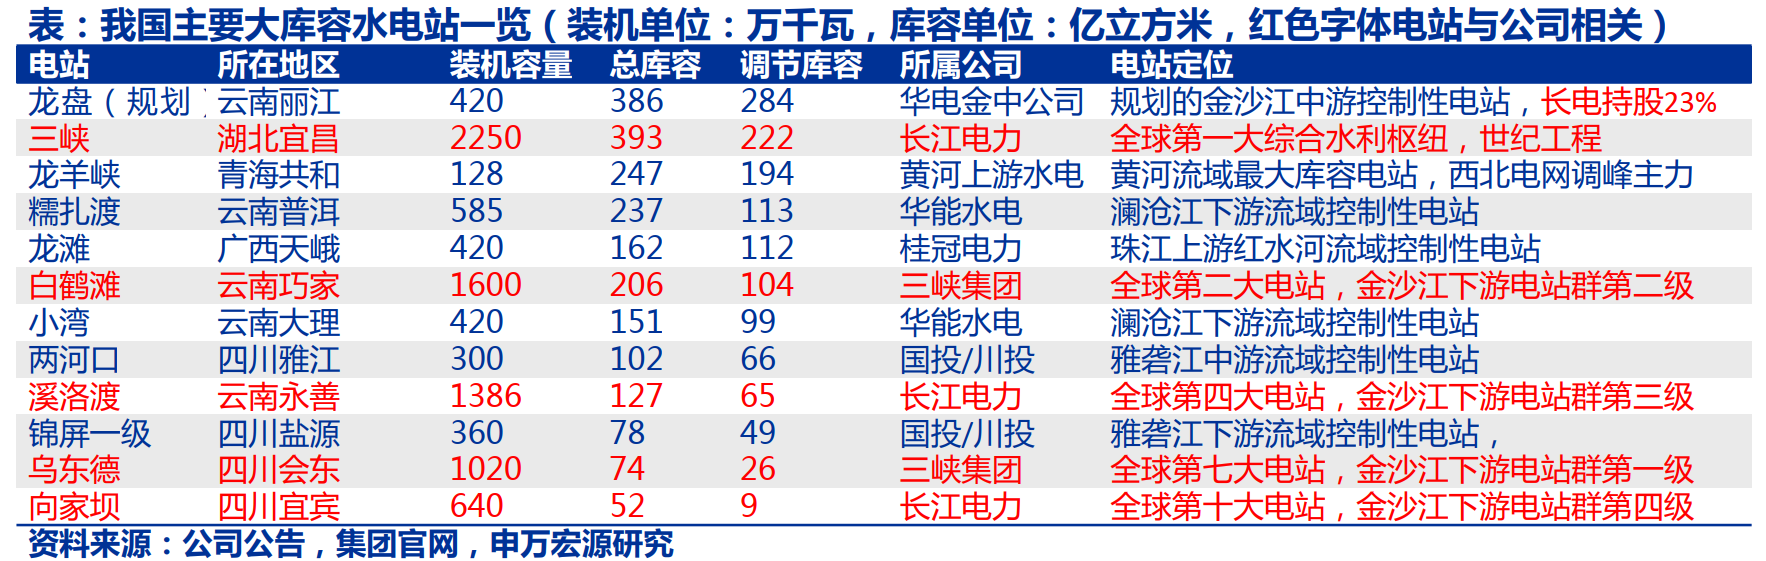 表：我国主要大库容水电站一览（装机单位：万千瓦，库容单位：亿立方米，红色字体电站与公司相关）
电站 所在地区 装机容量 总库容 调节库容 所属公司 电站定位
龙盘（规划） 云南丽江 420 386 284 华电金中公司 规划的金沙江中游控制性电站，长电持股23%
三峡 湖北宜昌 2250 393 222 长江电力 全球第一大综合水利枢纽，世纪工程
龙羊峡 青海共和 128 247 194 黄河上游水电 黄河流域最大库容电站，西北电网调峰主力
糯扎渡 云南普洱 585 237 113 华能水电 澜沧江下游流域控制性电站
龙滩 广西天峨 420 162 112 桂冠电力 珠江上游红水河流域控制性电站
白鹤滩 云南巧家 1600 206 104 三峡集团 全球第二大电站，金沙江下游电站群第二级
小湾 云南大理 420 151 99 华能水电 澜沧江下游流域控制性电站
两河口 四川雅江 300 102 66 国投/川投 雅砻江中游流域控制性电站
溪洛渡 云南永善 1386 127 65 长江电力 全球第四大电站，金沙江下游电站群第三级
锦屏一级 四川盐源 360 78 49 国投/川投 雅砻江下游流域控制性电站，
乌东德 四川会东 1020 74 26 三峡集团 全球第七大电站，金沙江下游电站群第一级
向家坝 四川宜宾 640 52 9 长江电力 全球第十大电站，金沙江下游电站群第四级
资料来源：公司公告，集团官网，申万宏源研究